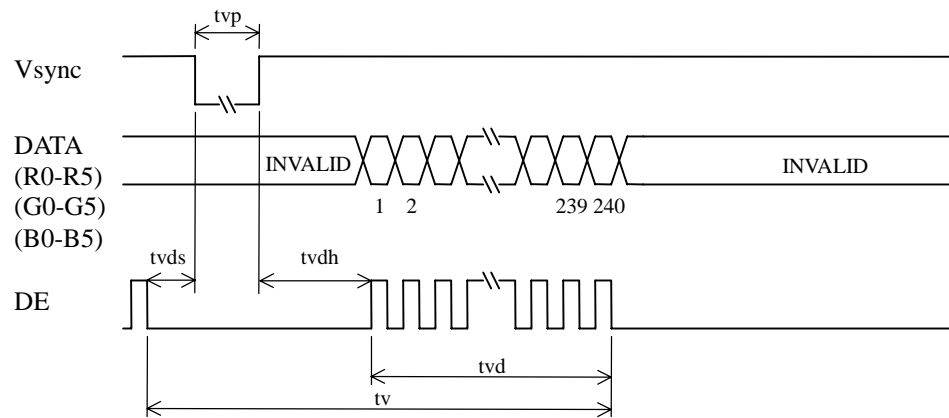 tvp
Vsync
DATA
(R0-R5)
(G0-G5)
(B0-B5)
INVALID
INVALID
1 2 239 240
tvds
tvdh
DE
tvd
tv